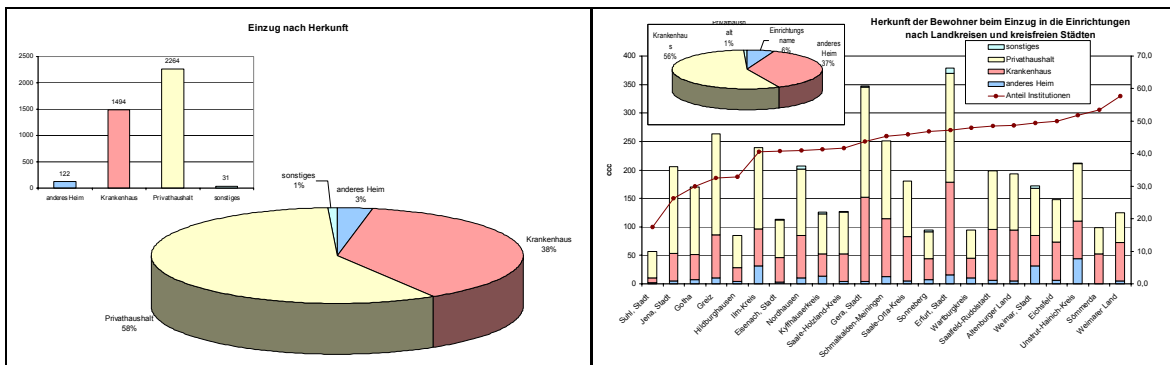 Einzug nach Herkunft
2500
2000
1500
1000
500
0
122
1494
2264
31
anderes Heim
Krankenhaus
Privathaushalt
sonstiges
sonstiges
1%
anderes Heim
3%
Krankenhaus
38%
Privathaushalt
58%
Herkunft der Bewohner beim Einzug in die Einrichtungen
nach Landkreisen und kreisfreien Städten
Privathaush
alt
1%
Einrichtungs
name
6%
anderes
Heim
37%
Krankenhau
s
56%
sonstiges
Privathaushalt
Krankenhaus
anderes Heim
Anteil Institutionen
400
350
300
250
200
150
100
50
0
ccc
70,0
60,0
50,0
40,0
30,0
20,0
10,0
0,0
Suhl, Stadt
Jena, Stadt
Gotha
Greiz
Hildburghausen
Ilm-Kreis
Eisenach, Stadt
Nordhausen
Kyffhäuserkreis
Saale-Holzland-Kreis
Gera, Stadt
Schmalkalden-Meiningen
Saale-Orla-Kreis
Sonneberg
Erfurt, Stadt
Wartburgkreis
Saalfeld-Rudolstadt
Altenburger Land
Weimar, Stadt
Eichsfeld
Unstrut-Hainich-Kreis
Sömmerda
Weimarer Land